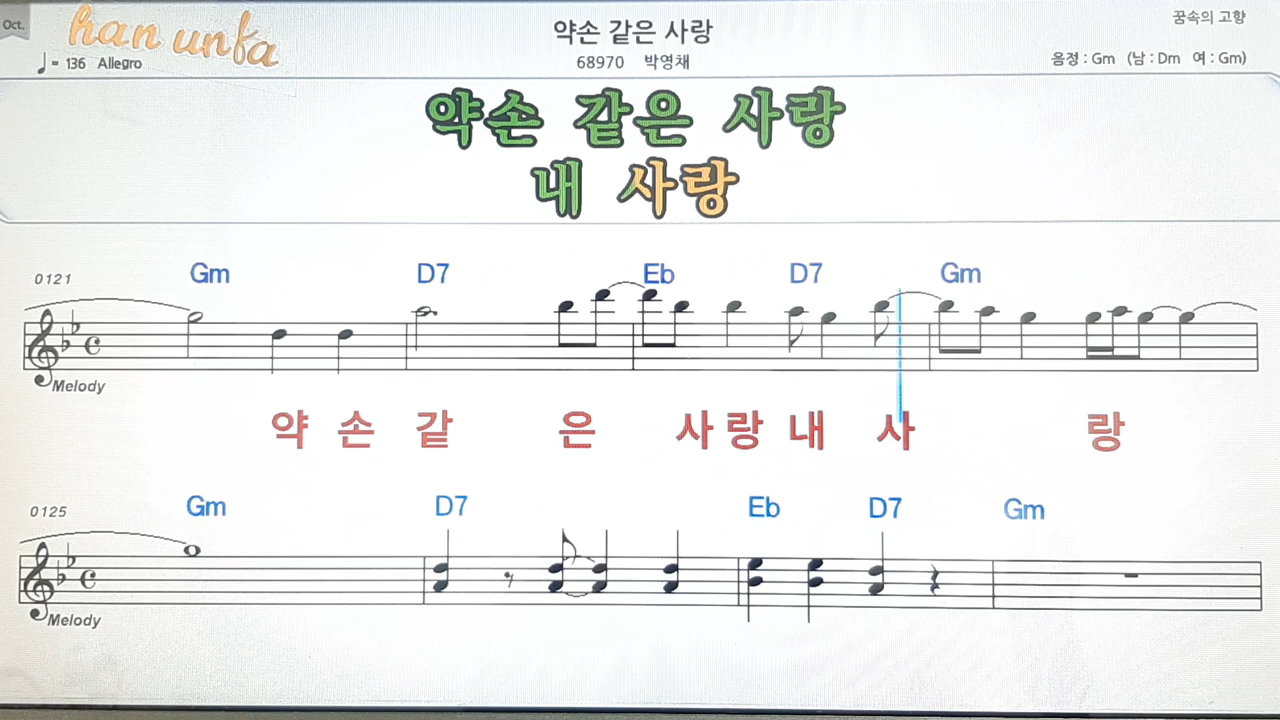 Oct.
han unfa
약손 같은 사랑
꿈속의 고향
♩= 136 Allegro
68970 박영채
음정 : Gm (남 : Dm 여 : Gm)
약손 같은 사랑
내 사랑
0121
Gm D7 Eb D7 Gm
Melody
약 손 같 은 사 랑 내 사 랑
0125
Gm D7 Eb D7 Gm
Melody